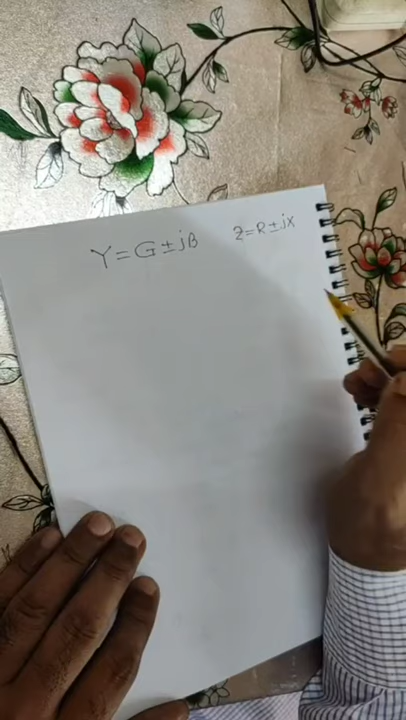 Y = G ± jB
Z = R ± jX